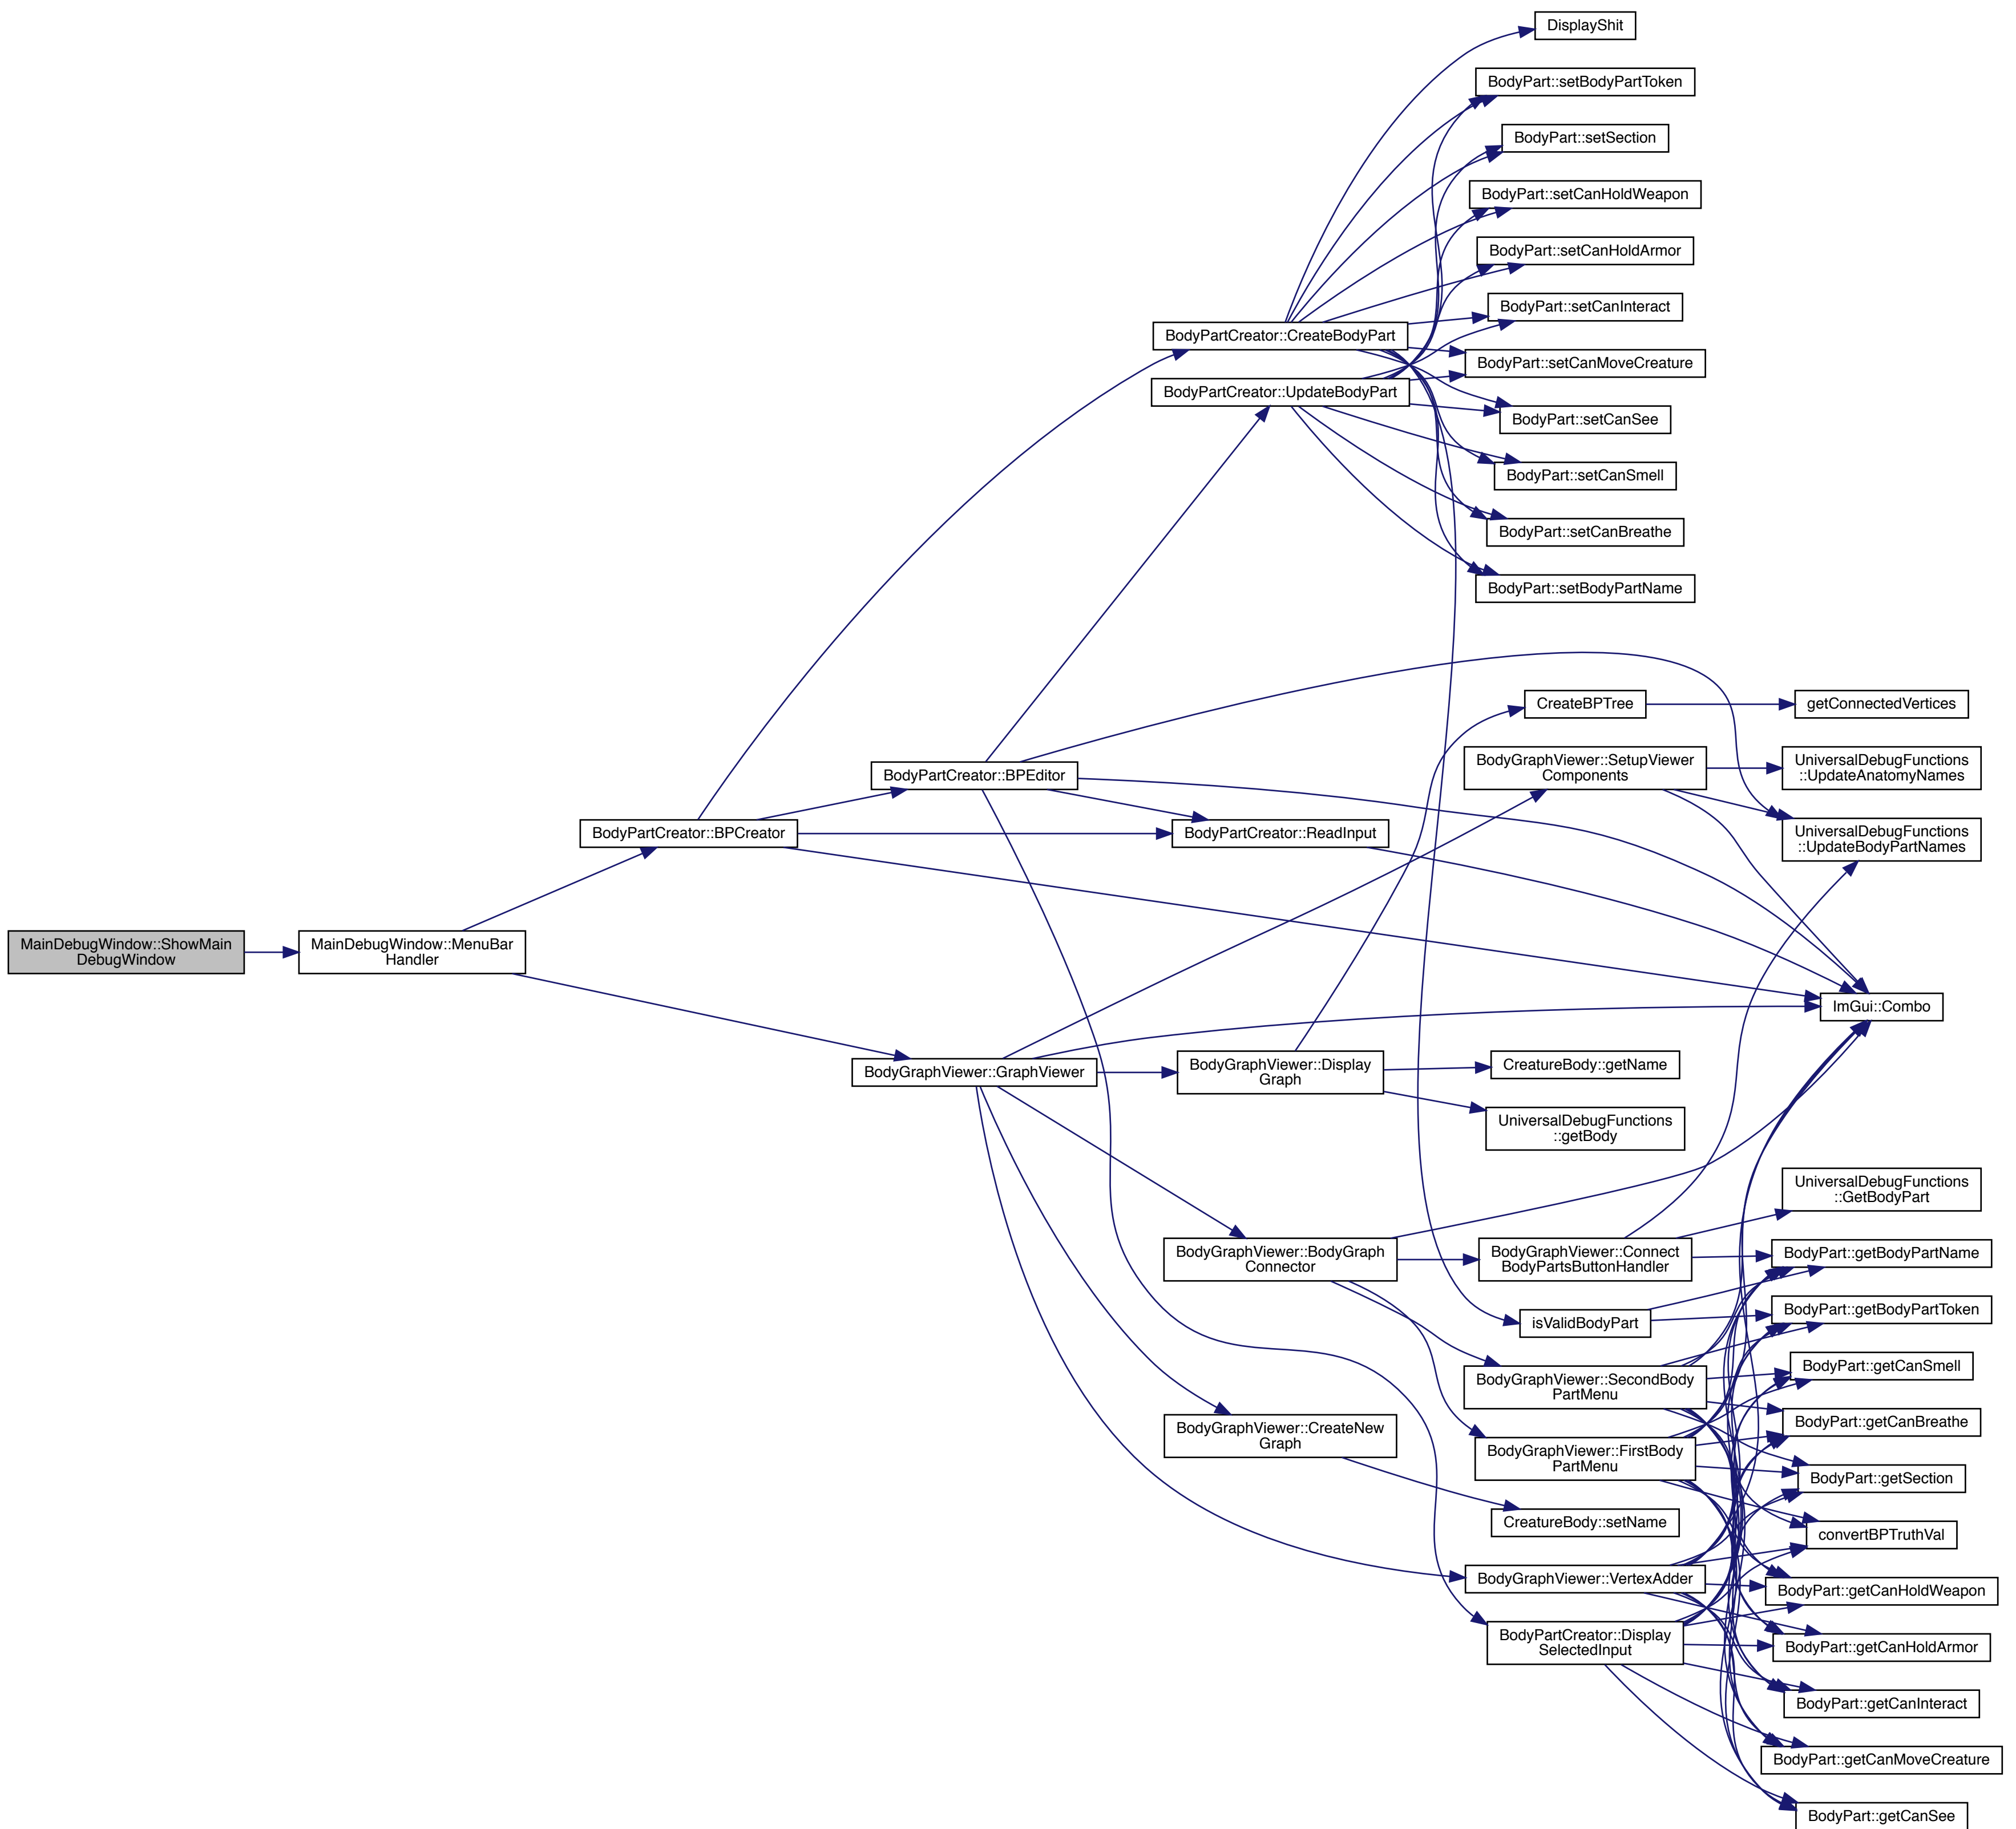 DisplayShit
BodyPart::setBodyPartToken
BodyPart::setSection
BodyPart::setCanHoldWeapon
BodyPart::setCanHoldArmor
BodyPart::setCanInteract
BodyPartCreator::CreateBodyPart
BodyPart::setCanMoveCreature
BodyPartCreator::UpdateBodyPart
BodyPart::setCanSee
BodyPart::setCanSmell
BodyPart::setCanBreathe
BodyPart::setBodyPartName
CreateBPTree
getConnectedVertices
BodyGraphViewer::SetupViewer
Components
UniversalDebugFunctions
::UpdateAnatomyNames
BodyPartCreator::BPEditor
BodyPartCreator::BPCreator
BodyPartCreator::ReadInput
UniversalDebugFunctions
::UpdateBodyPartNames
MainDebugWindow::ShowMain
DebugWindow
MainDebugWindow::MenuBar
Handler
ImGui::Combo
BodyGraphViewer::GraphViewer
BodyGraphViewer::Display
Graph
CreatureBody::getName
UniversalDebugFunctions
::getBody
UniversalDebugFunctions
::GetBodyPart
BodyGraphViewer::BodyGraph
Connector
BodyGraphViewer::Connect
BodyPartsButtonHandler
BodyPart::getBodyPartName
isValidBodyPart
BodyPart::getBodyPartToken
BodyGraphViewer::SecondBody
PartMenu
BodyPart::getCanSmell
BodyGraphViewer::CreateNew
Graph
BodyPart::getCanBreathe
BodyGraphViewer::FirstBody
PartMenu
BodyPart::getSection
CreatureBody::setName
convertBPTruthVal
BodyGraphViewer::VertexAdder
BodyPart::getCanHoldWeapon
BodyPartCreator::Display
SelectedInput
BodyPart::getCanHoldArmor
BodyPart::getCanInteract
BodyPart::getCanMoveCreature
BodyPart::getCanSee